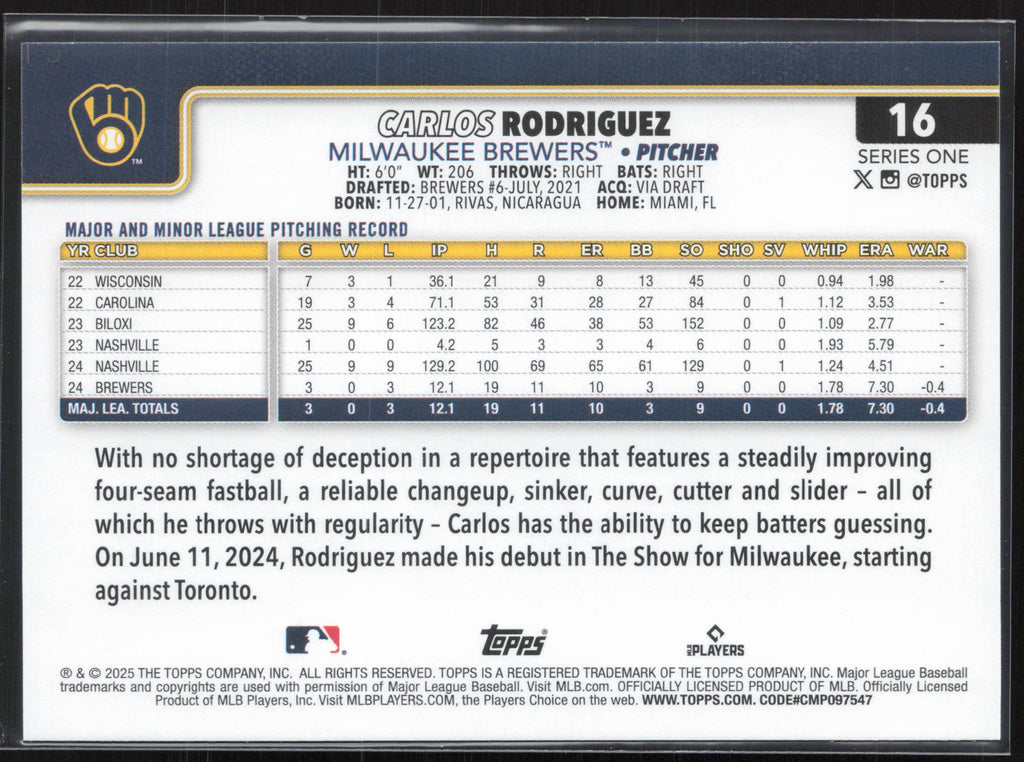 16
CARLOS RODRIGUEZ
MILWAUKEE BREWERS™ • PITCHER
SERIES ONE
HT: 6'0" WT: 206 THROWS: RIGHT BATS: RIGHT
X @TOPPS
DRAFTED: BREWERS #6-JULY, 2021 ACQ: VIA DRAFT
BORN: 11-27-01, RIVAS, NICARAGUA HOME: MIAMI, FL
MAJOR AND MINOR LEAGUE PITCHING RECORD
YR CLUB G W L IP H R ER BB SO SHO SV WHIP ERA WAR
22 WISCONSIN 7 3 1 36.1 21 9 8 13 45 0 0 0.94 1.98 -
22 CAROLINA 19 3 4 71.1 53 31 28 27 84 0 1 1.12 3.53 -
23 BILOXI 25 9 6 123.2 82 46 38 53 152 0 0 1.09 2.77 -
23 NASHVILLE 1 0 0 4.2 5 3 3 4 6 0 0 1.93 5.79 -
24 NASHVILLE 25 9 9 129.2 100 69 65 61 129 0 1 1.24 4.51 -
24 BREWERS 3 0 3 12.1 19 11 10 3 9 0 0 1.78 7.30 -0.4
MAJ. LEA. TOTALS 3 0 3 12.1 19 11 10 3 9 0 0 1.78 7.30 -0.4
With no shortage of deception in a repertoire that features a steadily improving
four-seam fastball, a reliable changeup, sinker, curve, cutter and slider – all of
which he throws with regularity – Carlos has the ability to keep batters guessing.
On June 11, 2024, Rodriguez made his debut in The Show for Milwaukee, starting
against Toronto.
Topps® MLB PLAYERS
® & © 2025 THE TOPPS COMPANY, INC. ALL RIGHTS RESERVED. TOPPS IS A REGISTERED TRADEMARK OF THE TOPPS COMPANY, INC. Major League Baseball
trademarks and copyrights are used with permission of Major League Baseball. Visit MLB.com. OFFICIALLY LICENSED PRODUCT OF MLB. Officially Licensed
Product of MLB Players, Inc. Visit MLBPLAYERS.COM, the Players Choice on the web. WWW.TOPPS.COM. CODE#CMP097547